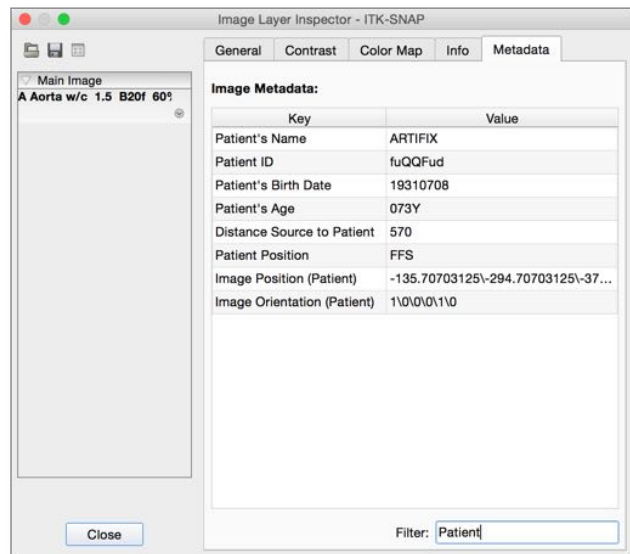 Image Layer Inspector - ITK-SNAP
General Contrast Color Map Info Metadata
Main Image
A Aorta w/c 1.5 B20f 60%
Image Metadata:
Key Value
Patient's Name ARTIFIX
Patient ID fuQQFud
Patient's Birth Date 19310708
Patient's Age 073Y
Distance Source to Patient 570
Patient Position FFS
Image Position (Patient) -135.70703125\-294.70703125\-37...
Image Orientation (Patient) 1\0\0\0\1\0
Close
Filter: Patient